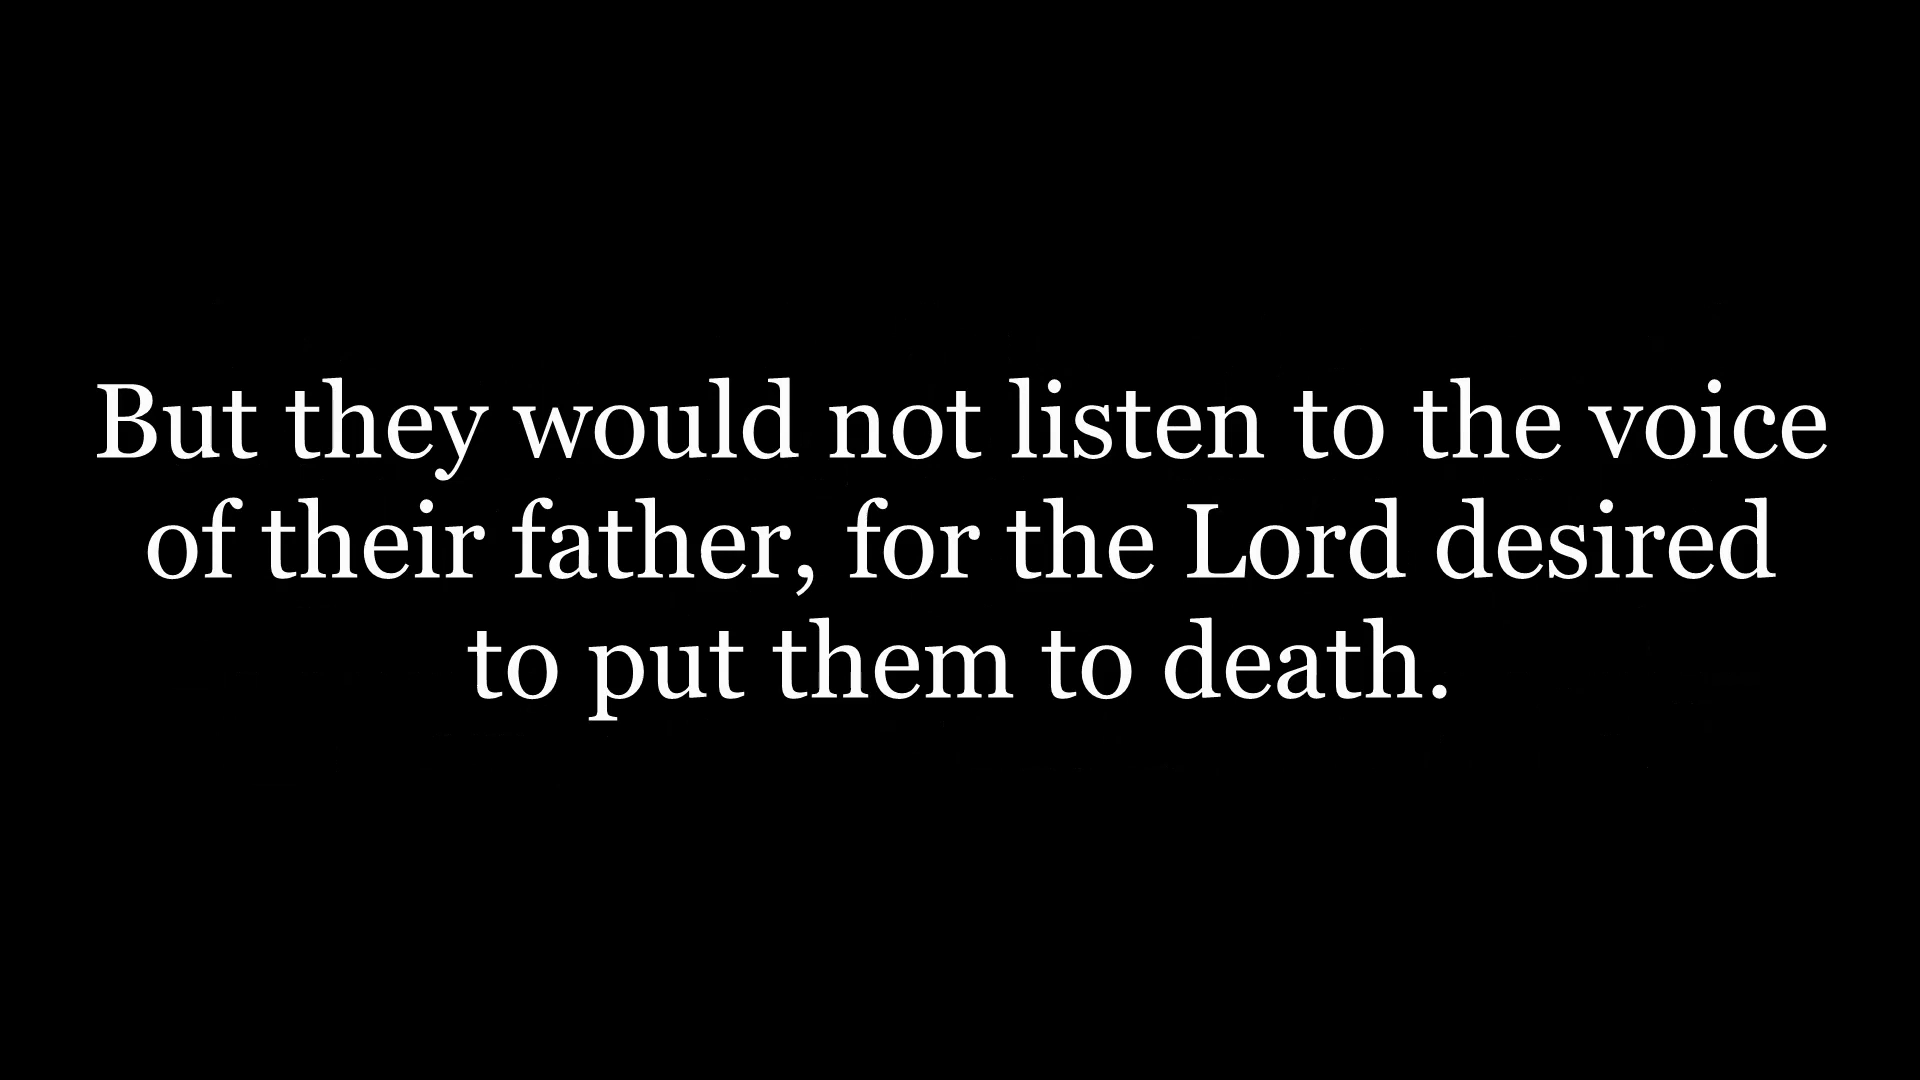 But they would not listen to the voice
of their father, for the Lord desired
to put them to death.